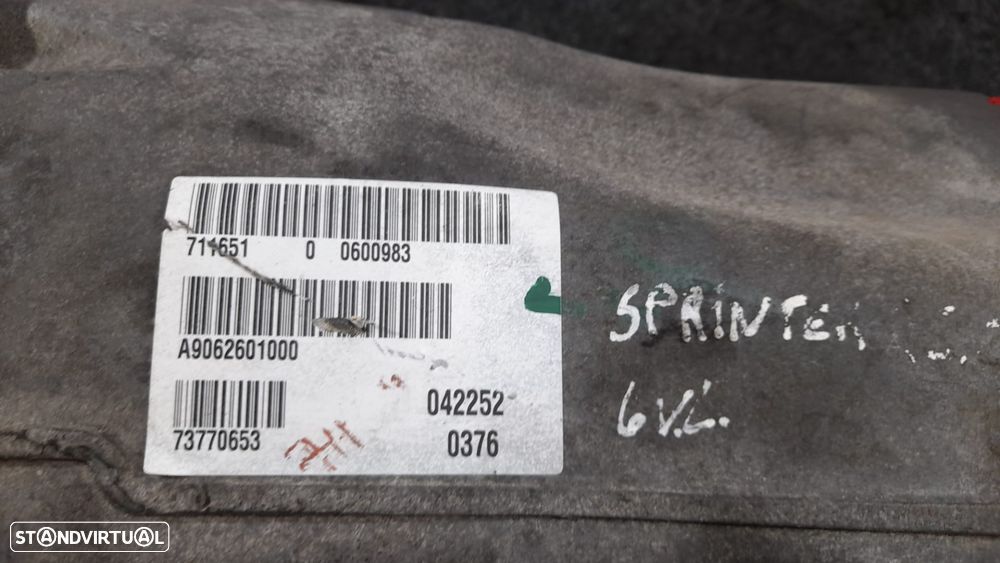 711651 0 0600983
A9062601000
73770653
042252
0376
SPRINTER
6 V.L.
STANDVIRTUAL